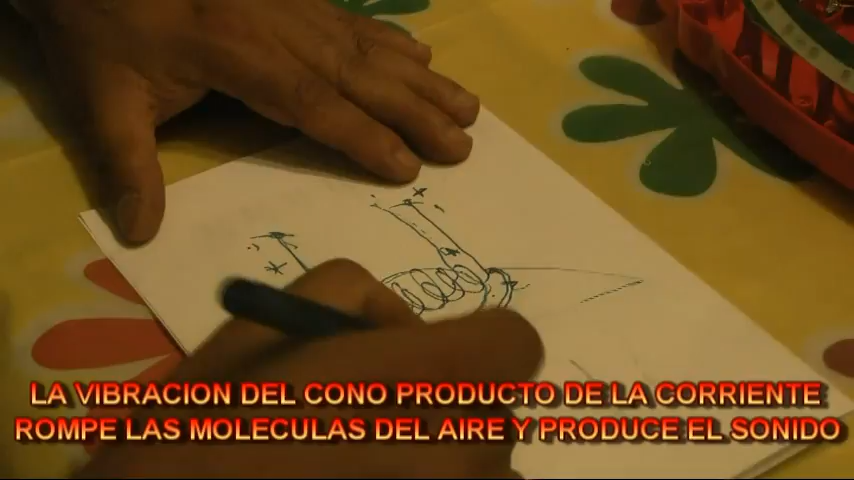 LA VIBRACION DEL CONO PRODUCTO DE LA CORRIENTE
ROMPE LAS MOLECULAS DEL AIRE Y PRODUCE EL SONIDO